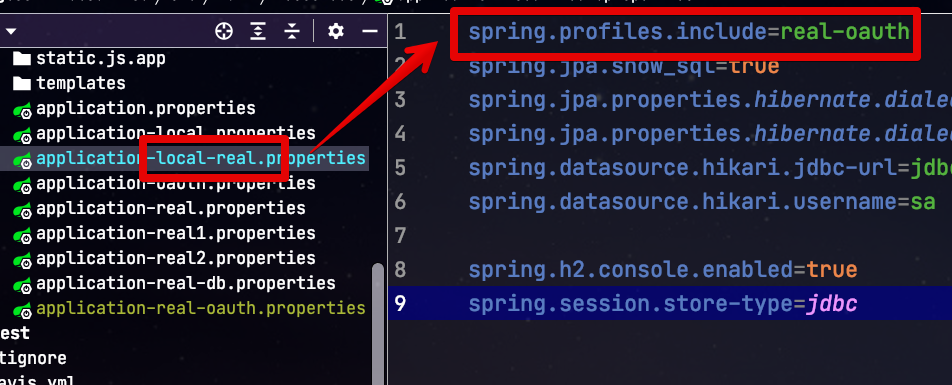 static.js.app
templates
application.properties
application-local.properties
application-local-real.properties
application-oauth.properties
application-real.properties
application-real1.properties
application-real2.properties
application-real-db.properties
application-real-oauth.properties
est
tignore
avis.yml
1 spring.profiles.include=real-oauth
2 spring.jpa.show_sql=true
3 spring.jpa.properties.hibernate.dialec
4 spring.jpa.properties.hibernate.dialec
5 spring.datasource.hikari.jdbc-url=jdbc
6 spring.datasource.hikari.username=sa
7
8 spring.h2.console.enabled=true
9 spring.session.store-type=jdbc